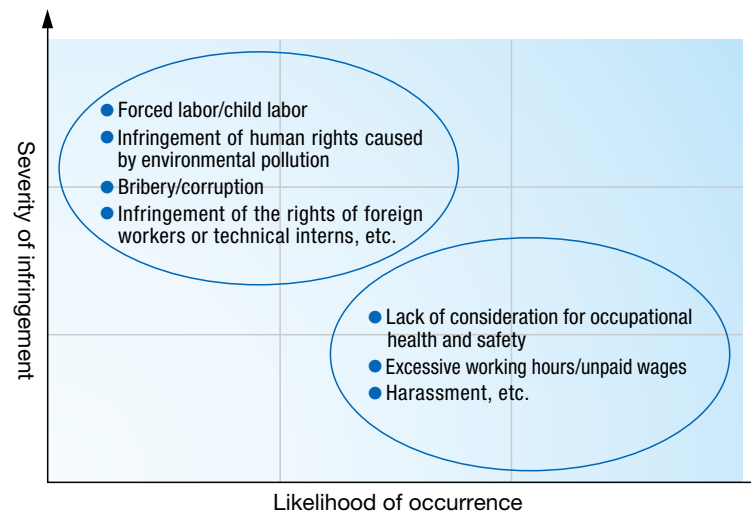 Severity of infringement
● Forced labor/child labor
● Infringement of human rights caused
by environmental pollution
● Bribery/corruption
● Infringement of the rights of foreign
workers or technical interns, etc.
● Lack of consideration for occupational
health and safety
● Excessive working hours/unpaid wages
● Harassment, etc.
Likelihood of occurrence